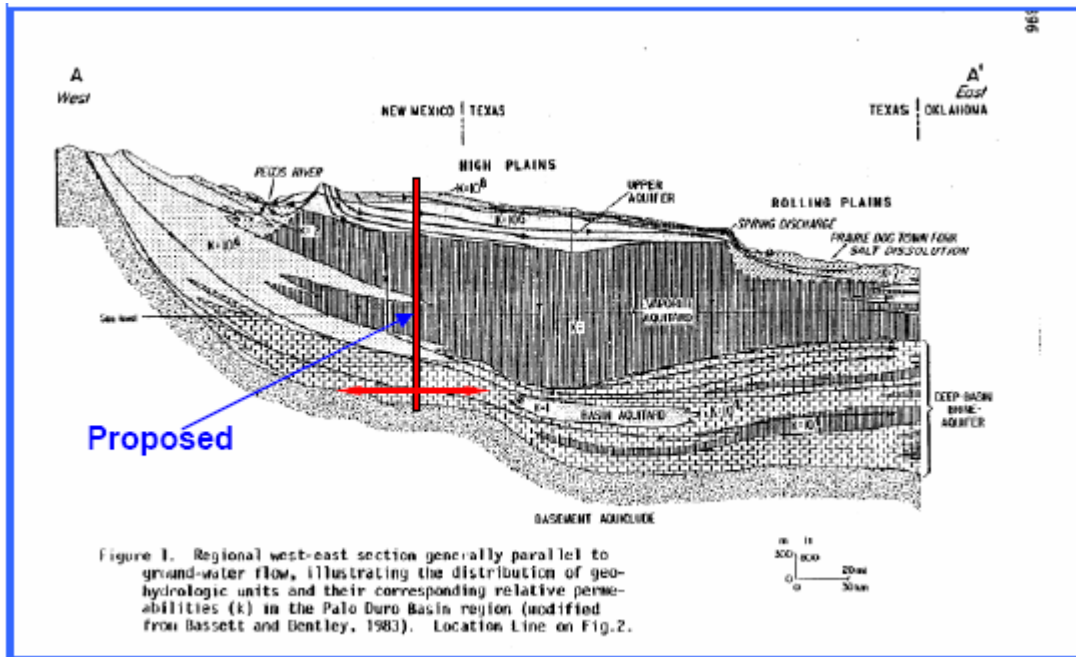 696
A
West
A'
East
NEW MEXICO TEXAS
TEXAS OKLAHOMA
HIGH PLAINS
PECOS RIVER
UPPER
AQUIFER
ROLLING PLAINS
SPRING DISCHARGE
PRAIRIE DOG TOWN FORK
SALT DISSOLUTION
EVAPORITE
AQUITARD
Sea level
Proposed
BASIN AQUITARD
DEEP-BASIN
BRINE-
AQUIFER
BASEMENT AQUICLUDE
Figure 1. Regional west-east section generally parallel to
ground-water flow, illustrating the distribution of geo-
hydrologic units and their corresponding relative perme-
abilities (k) in the Palo Duro Basin region (modified
from Bassett and Bentley, 1983). Location Line on Fig.2.